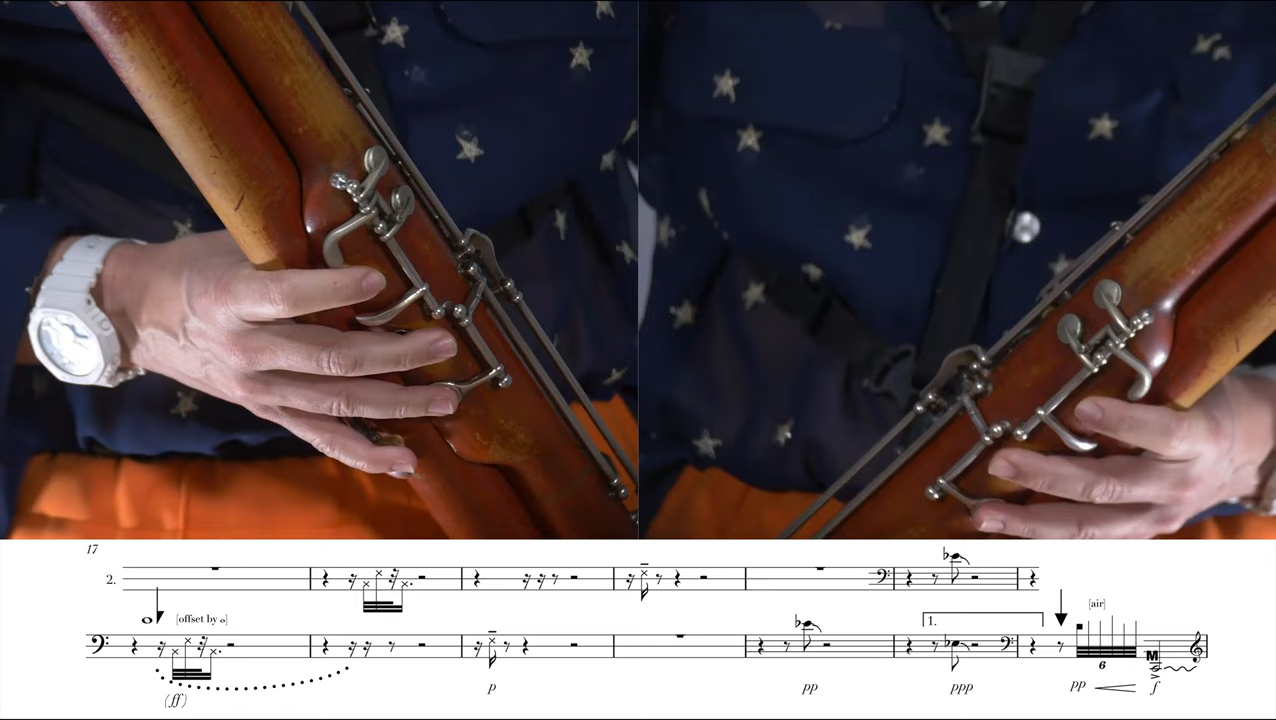 17
2.
[offset by 𝅝]
[air]
1.
6
(ff)
p
pp
ppp
pp
f